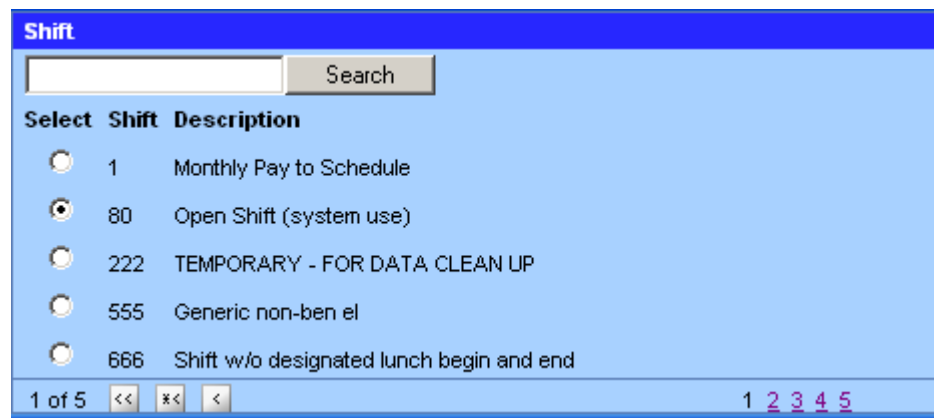 Shift
Search
Select Shift Description
1 Monthly Pay to Schedule
80 Open Shift (system use)
222 TEMPORARY - FOR DATA CLEAN UP
555 Generic non-ben el
666 Shift w/o designated lunch begin and end
1 of 5 << *< < 1 2 3 4 5